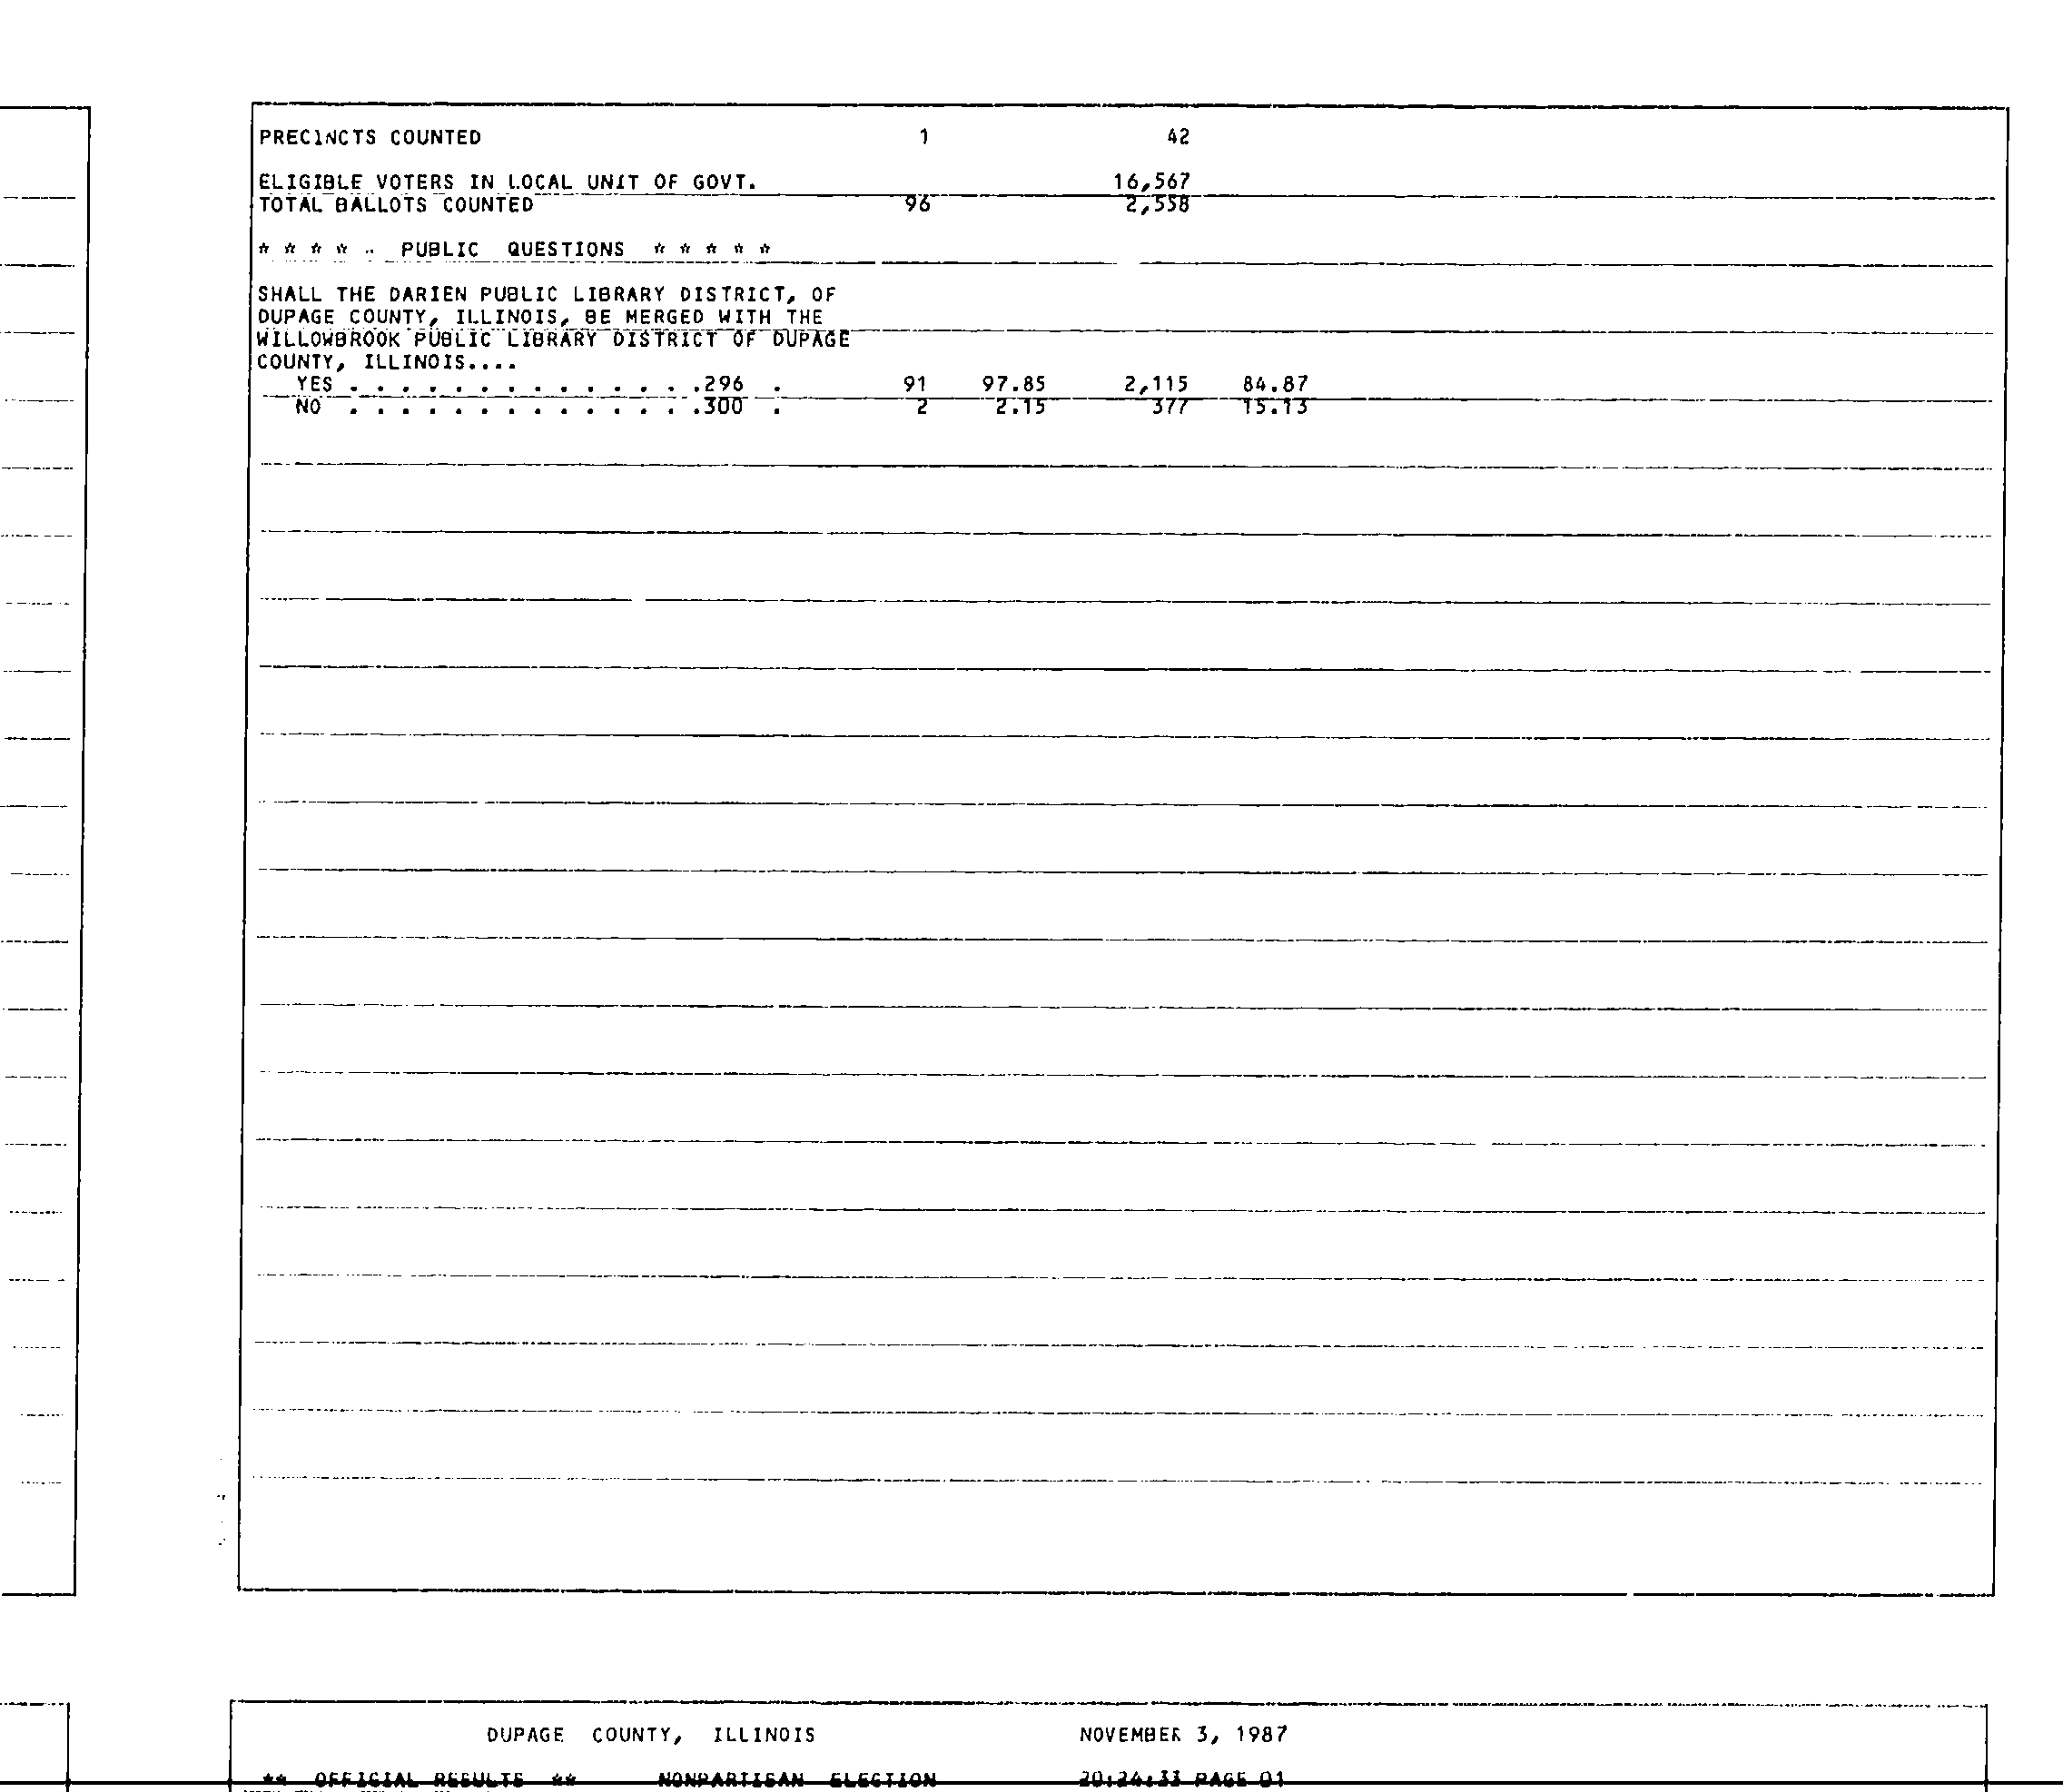 PRECINCTS COUNTED 1 42
ELIGIBLE VOTERS IN LOCAL UNIT OF GOVT. 16,567
TOTAL BALLOTS COUNTED 96 2,558
* * * * * PUBLIC QUESTIONS * * * * *
SHALL THE DARIEN PUBLIC LIBRARY DISTRICT, OF
DUPAGE COUNTY, ILLINOIS, BE MERGED WITH THE
WILLOWBROOK PUBLIC LIBRARY DISTRICT OF DUPAGE
COUNTY, ILLINOIS....
YES . . . . . . . . . . . . . .296 . 91 97.85 2,115 84.87
NO . . . . . . . . . . . . . .300 . 2 2.15 377 15.13
DUPAGE COUNTY, ILLINOIS NOVEMBER 3, 1987
** OFFICIAL RESULTS ** NONPARTISAN ELECTION 20:24:33 PAGE 01